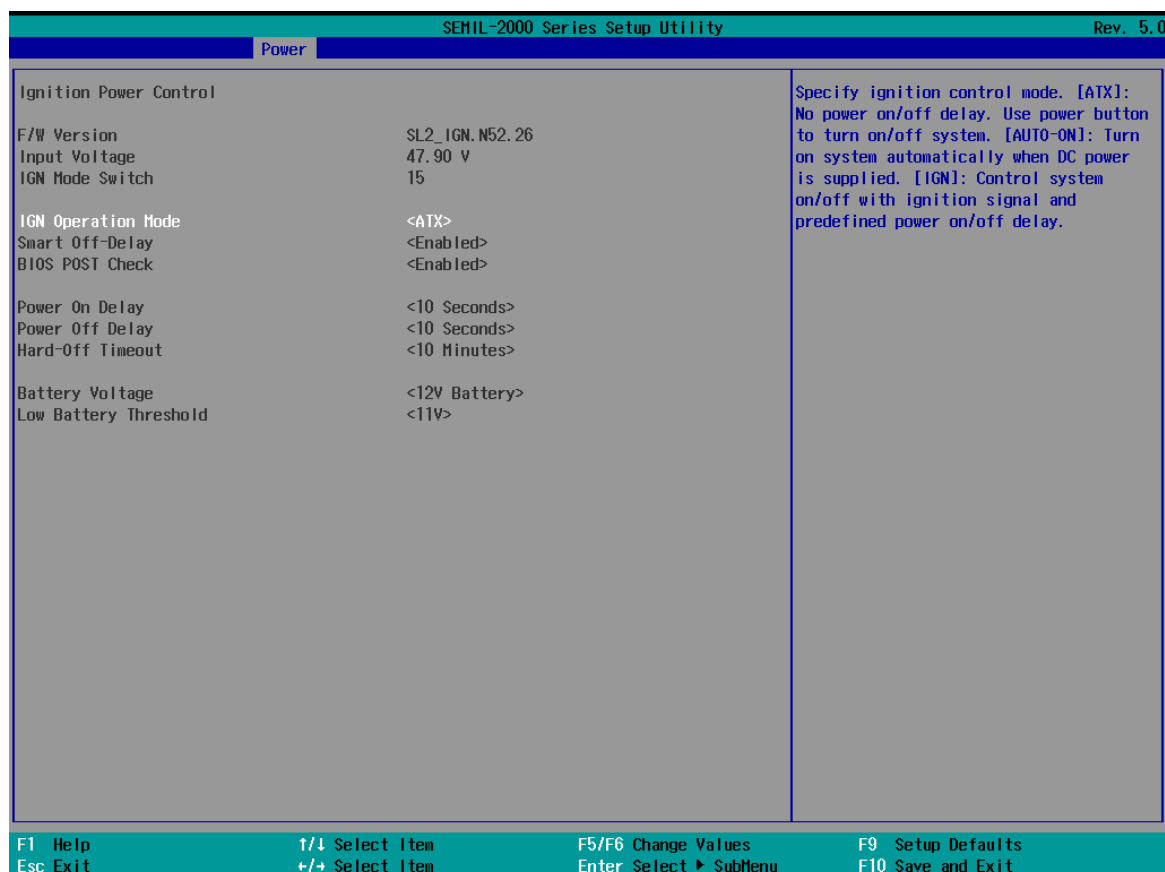 SEMIL-2000 Series Setup Utility Rev. 5.0
Power
Ignition Power Control
F/W Version SL2_IGN.N52.26
Input Voltage 47.90 V
IGN Mode Switch 15
IGN Operation Mode <ATX>
Smart Off-Delay <Enabled>
BIOS POST Check <Enabled>
Power On Delay <10 Seconds>
Power Off Delay <10 Seconds>
Hard-Off Timeout <10 Minutes>
Battery Voltage <12V Battery>
Low Battery Threshold <11V>
Specify ignition control mode. [ATX]:
No power on/off delay. Use power button
to turn on/off system. [AUTO-ON]: Turn
on system automatically when DC power
is supplied. [IGN]: Control system
on/off with ignition signal and
predefined power on/off delay.
F1 Help ↑/↓ Select Item F5/F6 Change Values F9 Setup Defaults
Esc Exit ←/→ Select Item Enter Select ▶ SubMenu F10 Save and Exit